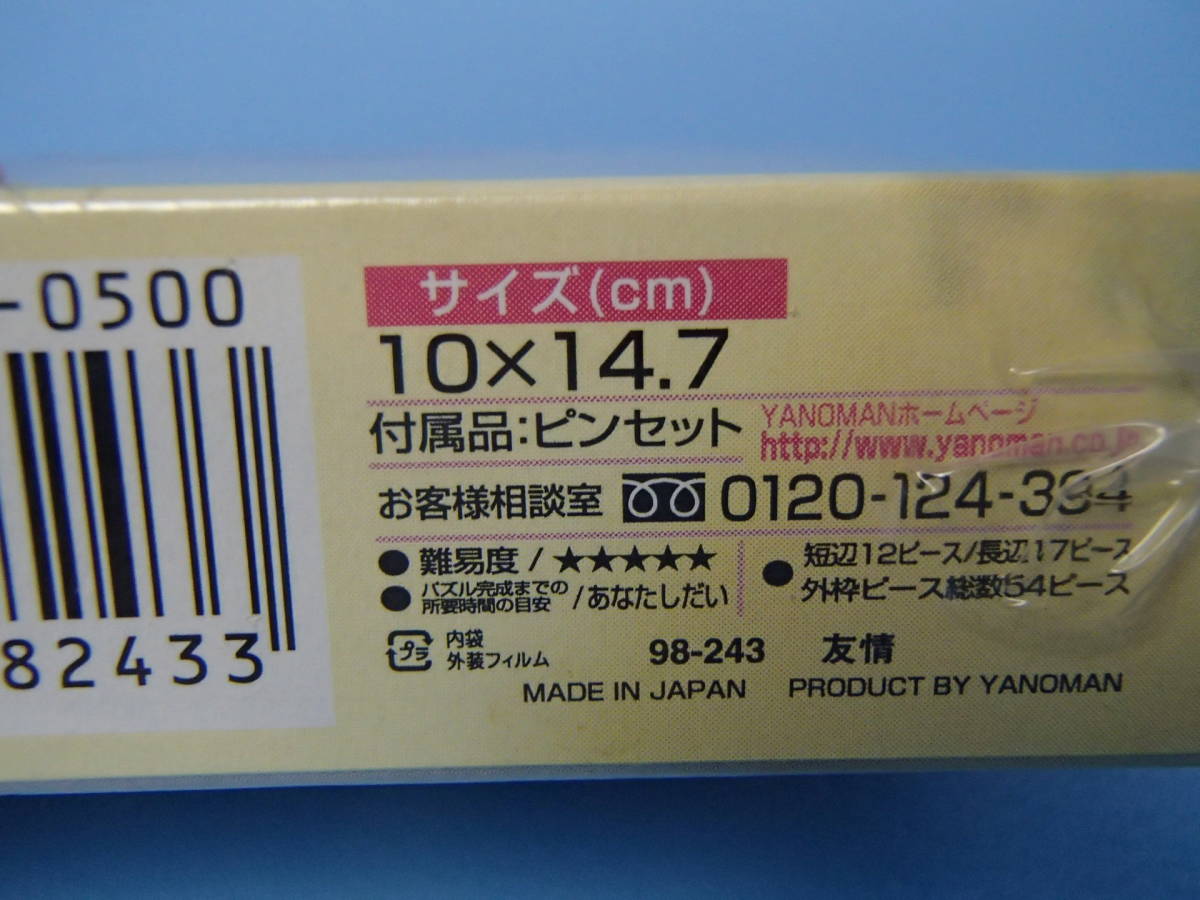 -0500
82433
サイズ(cm)
10×14.7
付属品:ピンセット
YANOMANホームページ
http://www.yanoman.co.jp
お客様相談室 0120-124-394
●難易度/★★★★★
●パズル完成までの
所要時間の目安/あなたしだい
●短辺12ピース/長辺17ピース
外枠ピース総数54ピース
プラ
内袋
外装フィルム
98-243 友情
MADE IN JAPAN PRODUCT BY YANOMAN